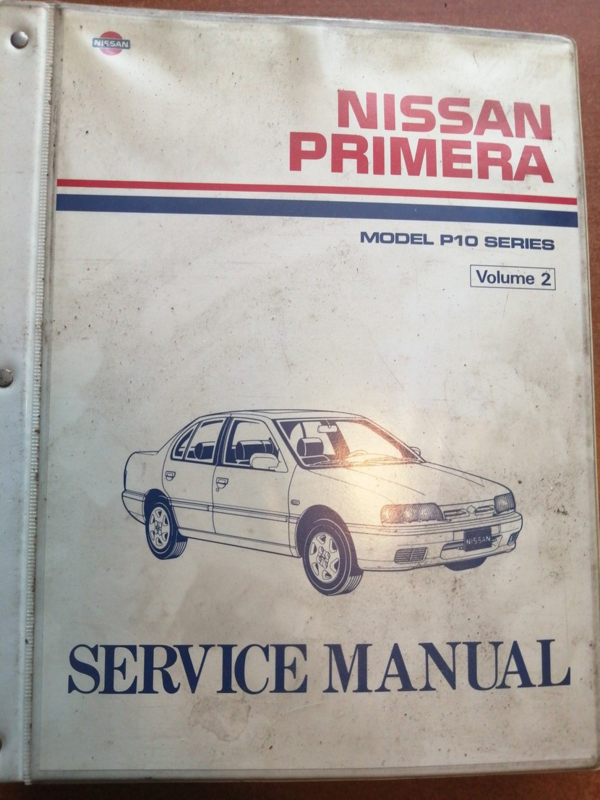 NISSAN
NISSAN
PRIMERA
MODEL P10 SERIES
Volume 2
NISSAN
SERVICE MANUAL